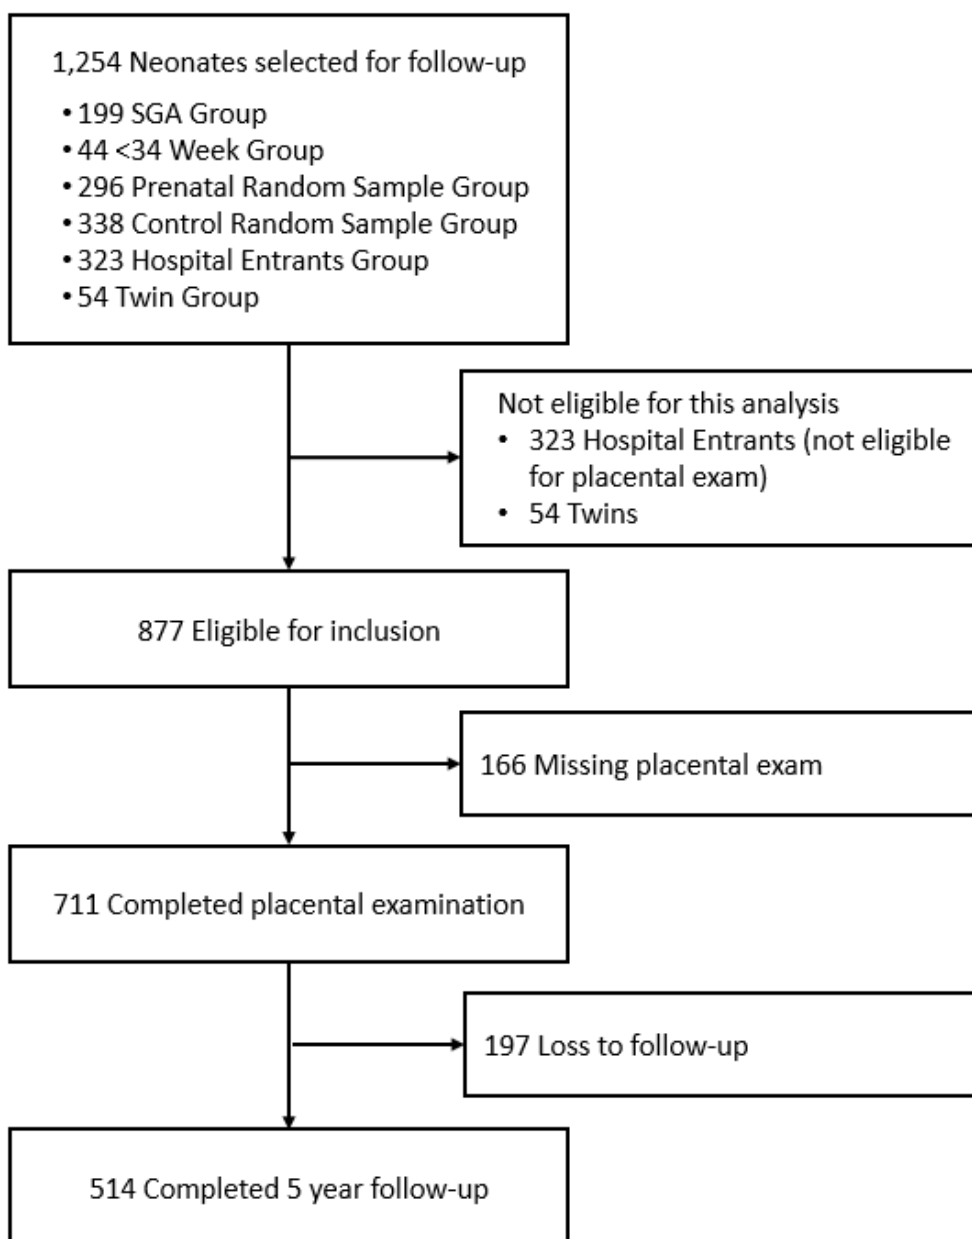 1,254 Neonates selected for follow-up
• 199 SGA Group
• 44 <34 Week Group
• 296 Prenatal Random Sample Group
• 338 Control Random Sample Group
• 323 Hospital Entrants Group
• 54 Twin Group
Not eligible for this analysis
• 323 Hospital Entrants (not eligible
for placental exam)
• 54 Twins
877 Eligible for inclusion
166 Missing placental exam
711 Completed placental examination
197 Loss to follow-up
514 Completed 5 year follow-up